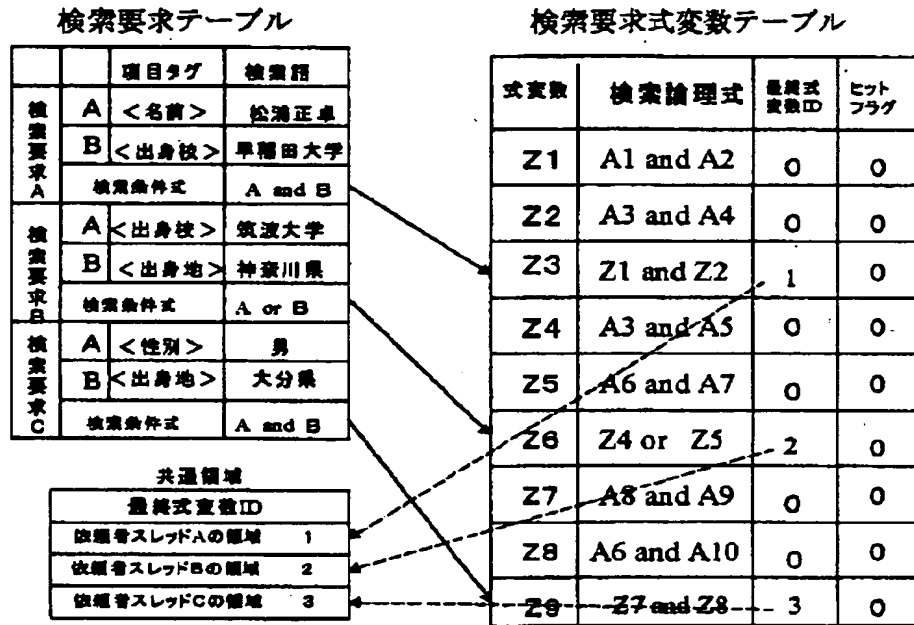 検索要求テーブル
項目タグ 検索語
検索要求A
A <名前> 松浦正卓
B <出身校> 早稲田大学
検索条件式 A and B
検索要求B
A <出身校> 筑波大学
B <出身地> 神奈川県
検索条件式 A or B
検索要求C
A <性別> 男
B <出身地> 大分県
検索条件式 A and B
共通領域
最終式変数ID
依頼者スレッドAの領域 1
依頼者スレッドBの領域 2
依頼者スレッドCの領域 3
検索要求式変数テーブル
式変数 検索論理式 最終式変数ID ヒットフラグ
Z1 A1 and A2 0 0
Z2 A3 and A4 0 0
Z3 Z1 and Z2 1 0
Z4 A3 and A5 0 0
Z5 A6 and A7 0 0
Z6 Z4 or Z5 2 0
Z7 A8 and A9 0 0
Z8 A6 and A10 0 0
Z9 Z7 and Z8 3 0